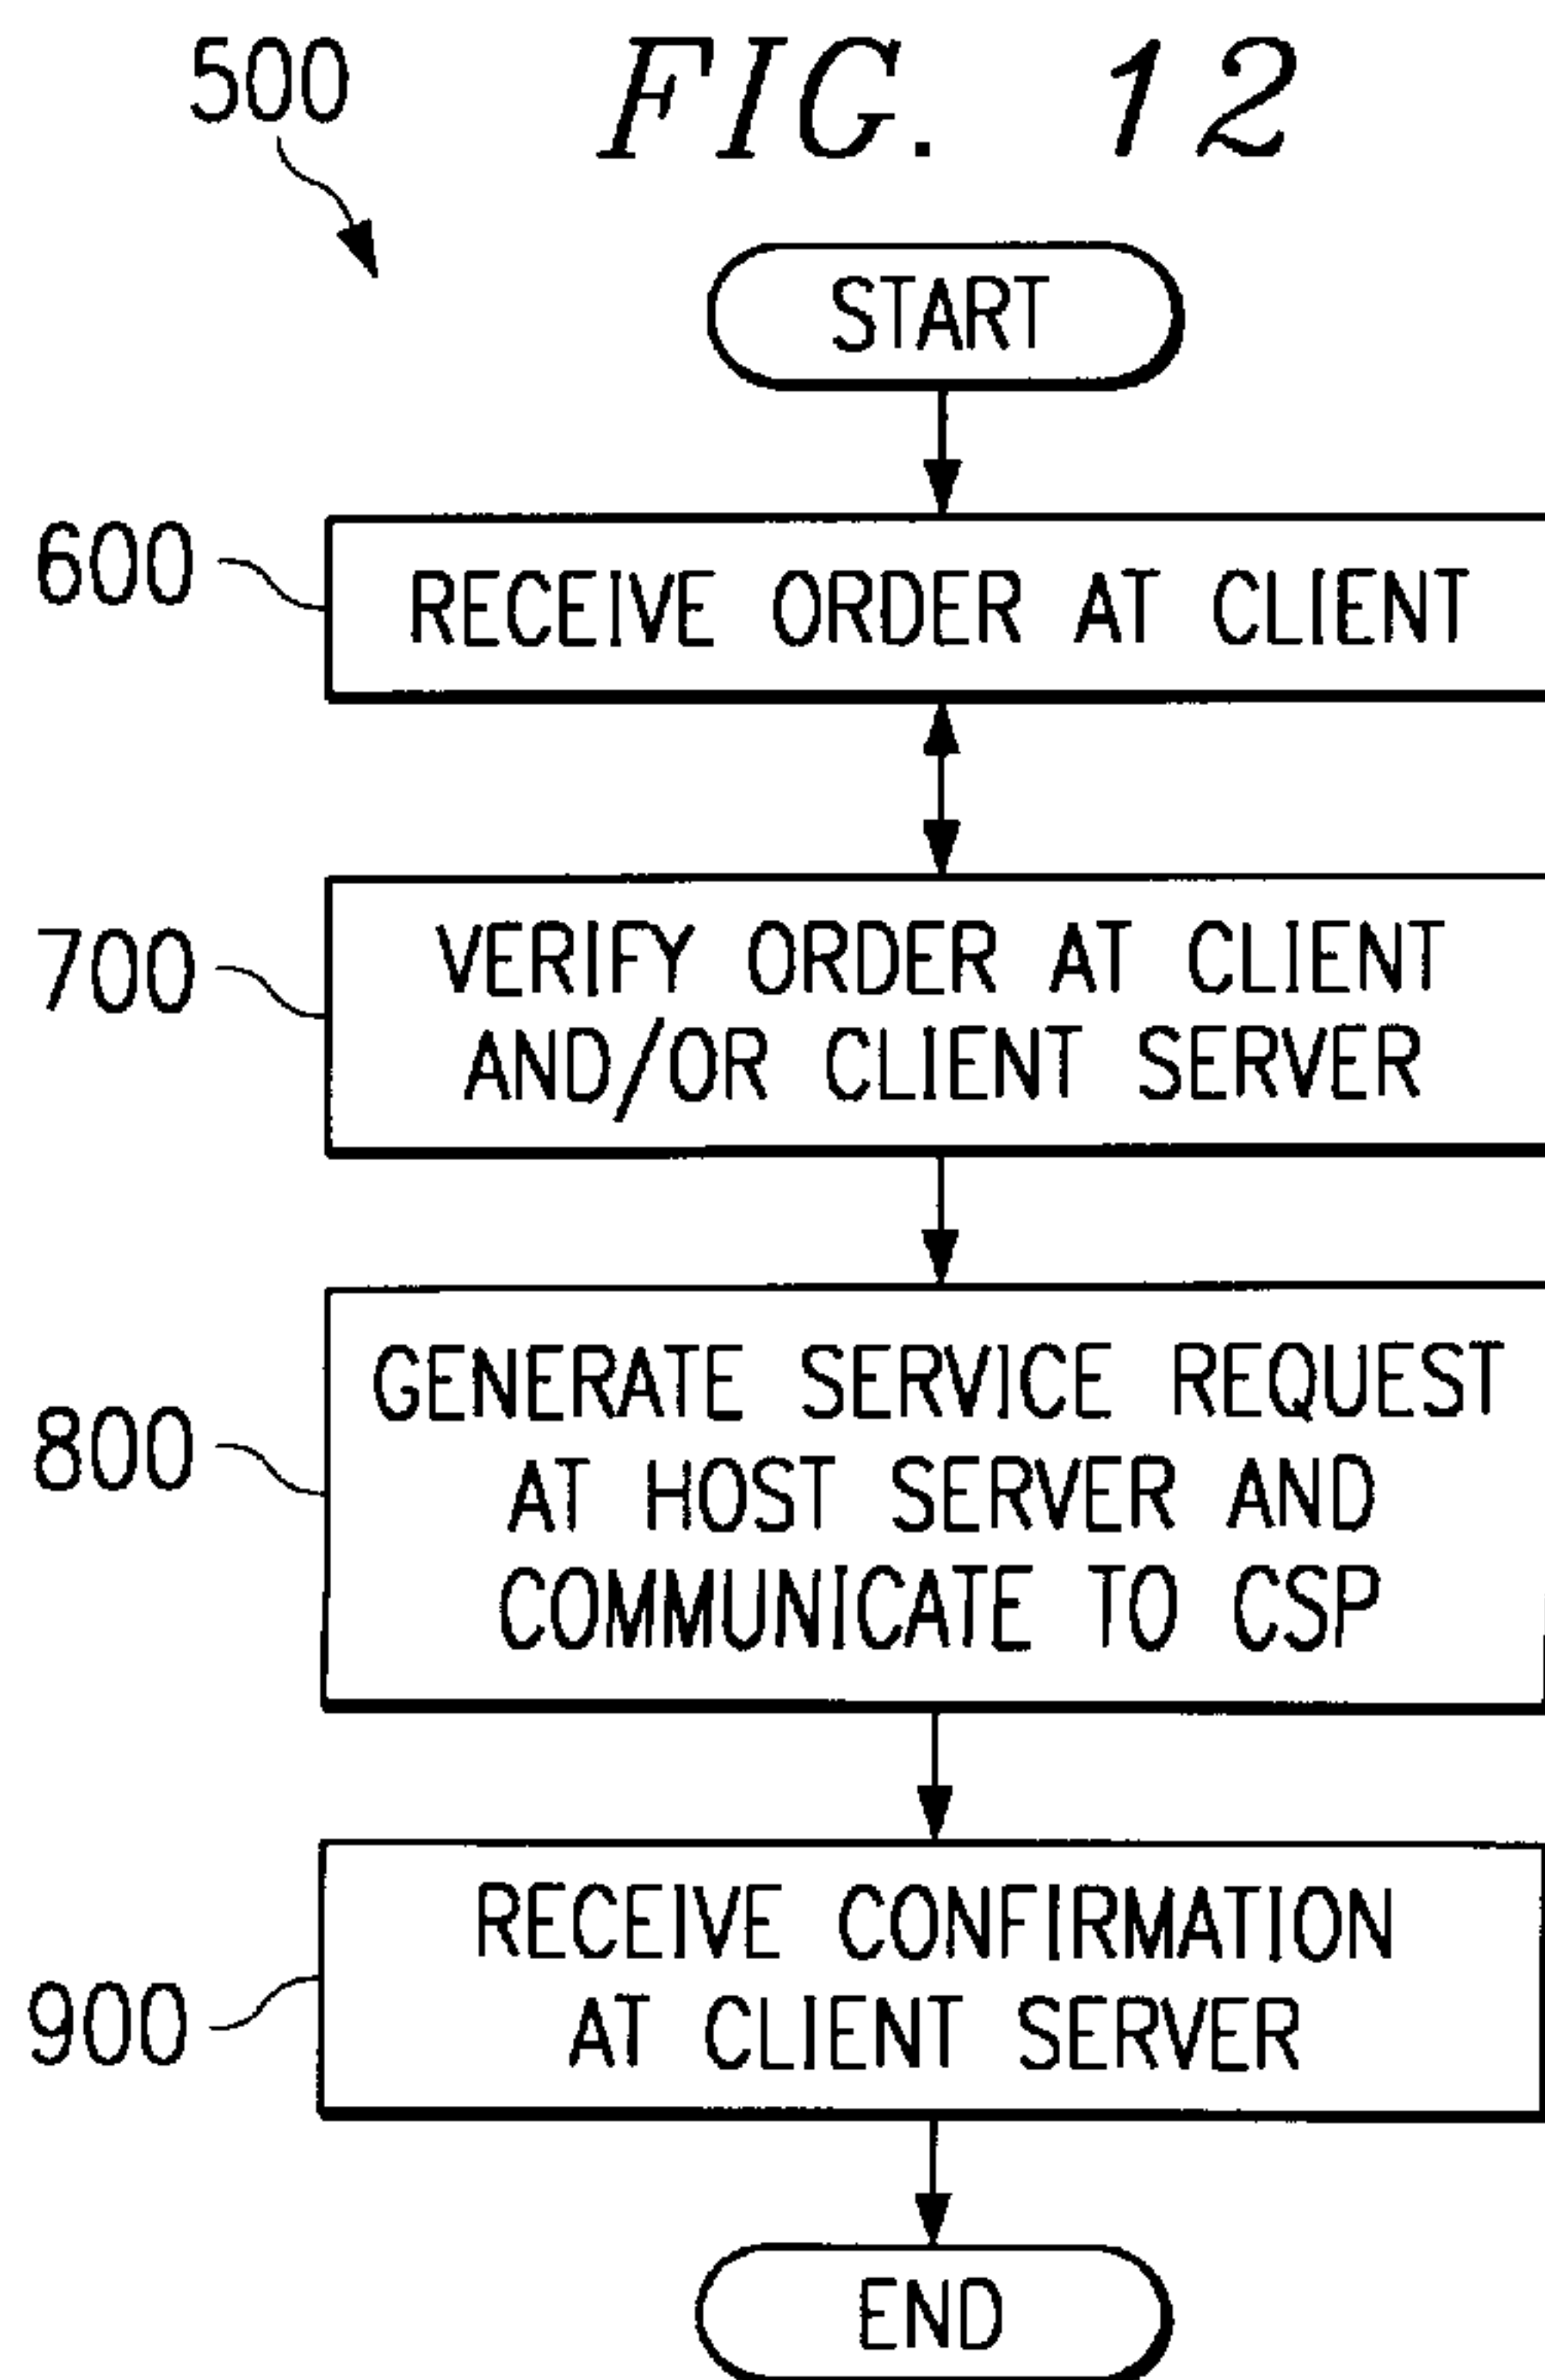 500
FIG. 12
START
600
RECEIVE ORDER AT CLIENT
700
VERIFY ORDER AT CLIENT
AND/OR CLIENT SERVER
800
GENERATE SERVICE REQUEST
AT HOST SERVER AND
COMMUNICATE TO CSP
900
RECEIVE CONFIRMATION
AT CLIENT SERVER
END